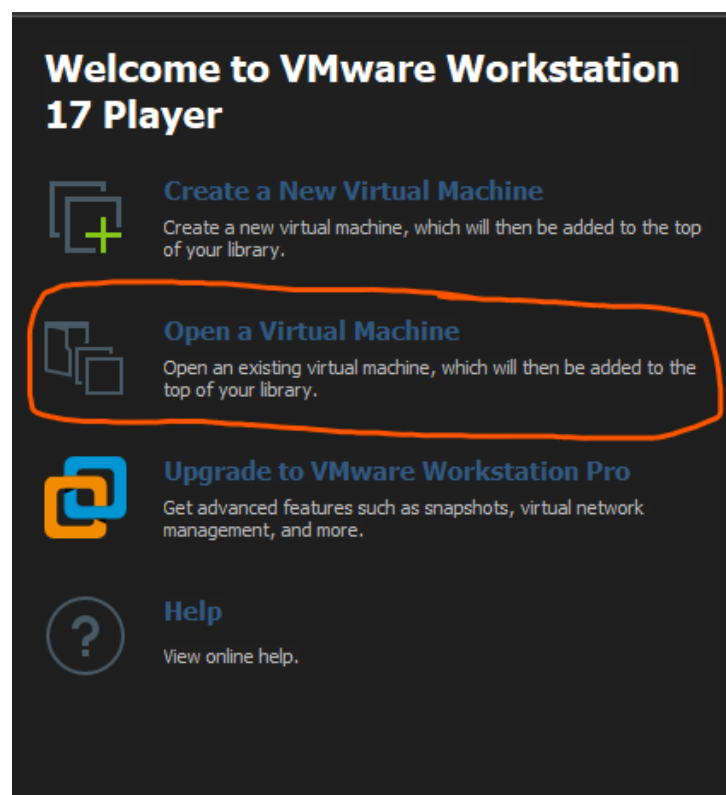 Welcome to VMware Workstation
17 Player
Create a New Virtual Machine
Create a new virtual machine, which will then be added to the top
of your library.
Open a Virtual Machine
Open an existing virtual machine, which will then be added to the
top of your library.
Upgrade to VMware Workstation Pro
Get advanced features such as snapshots, virtual network
management, and more.
?
Help
View online help.